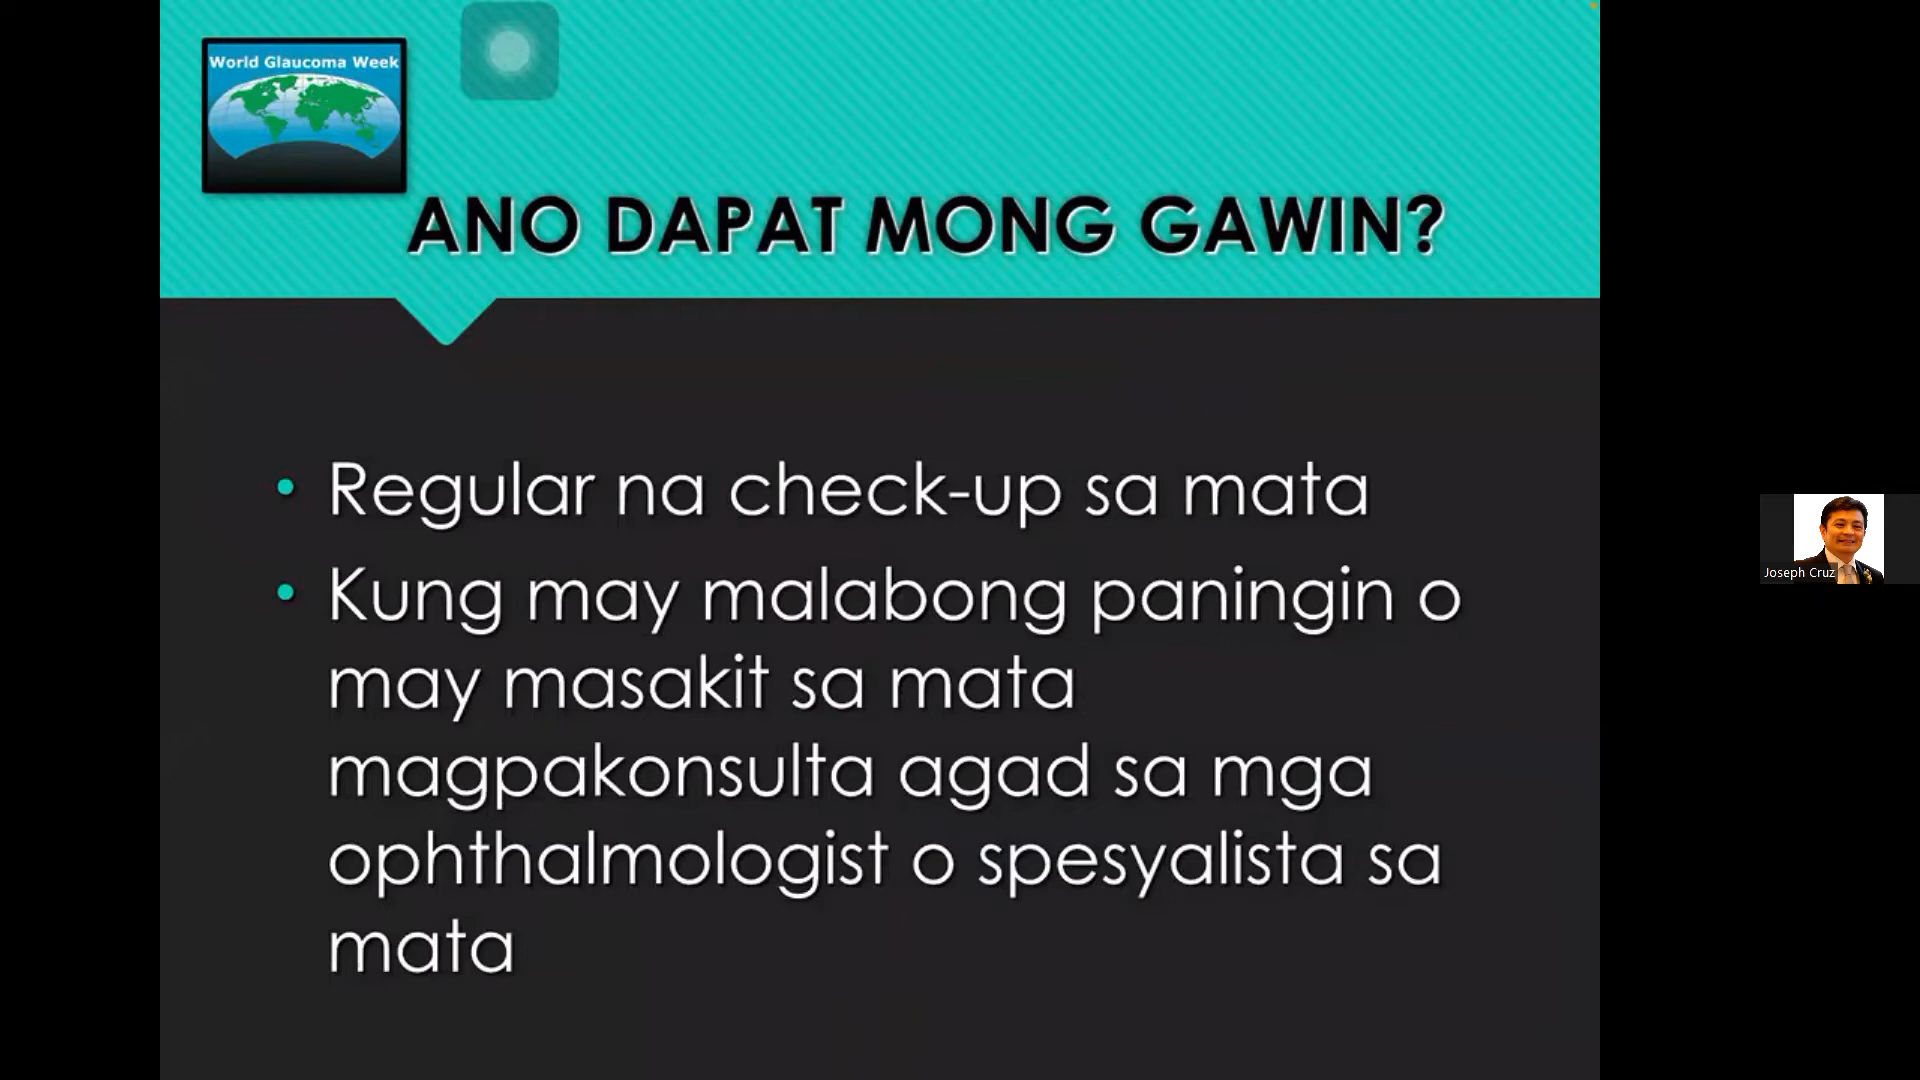 World Glaucoma Week
ANO DAPAT MONG GAWIN?
• Regular na check-up sa mata
• Kung may malabong paningin o
may masakit sa mata
magpakonsulta agad sa mga
ophthalmologist o spesyalista sa
mata
Joseph Cruz